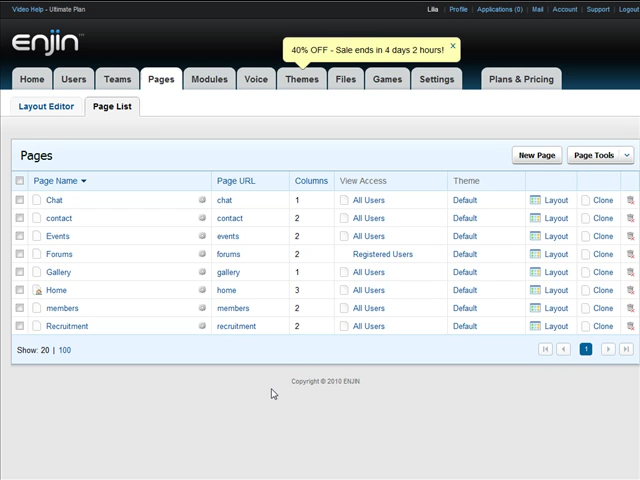 Video Help - Ultimate Plan
Lilia | Profile | Applications (0) | Mail | Account | Support | Logout
enjin
40% OFF - Sale ends in 4 days 2 hours! x
Home Users Teams Pages Modules Voice Themes Files Games Settings Plans & Pricing
Layout Editor Page List
Pages New Page Page Tools
Page Name Page URL Columns View Access Theme
Chat chat 1 All Users Default Layout Clone
contact contact 2 All Users Default Layout Clone
Events events 2 All Users Default Layout Clone
Forums forums 2 Registered Users Default Layout Clone
Gallery gallery 1 All Users Default Layout Clone
Home home 3 All Users Default Layout Clone
members members 2 All Users Default Layout Clone
Recruitment recruitment 2 All Users Default Layout Clone
Show: 20 | 100 1
Copyright © 2010 ENJIN